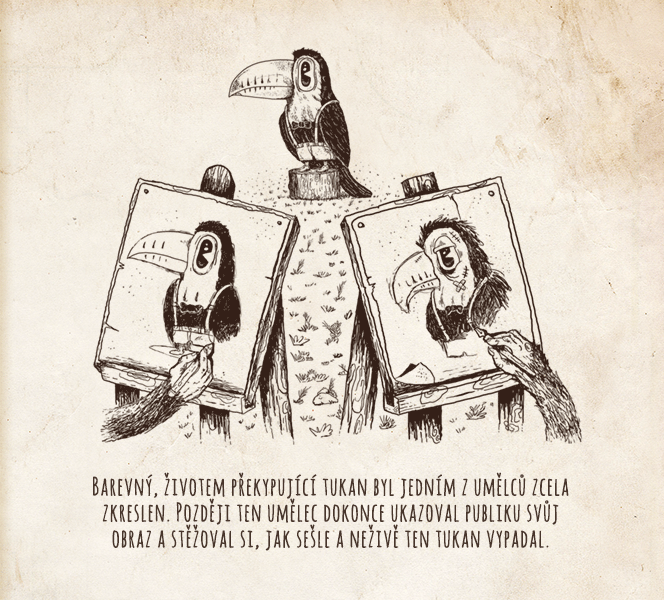 Barevný, životem překypující tukan byl jedním z umělců zcela
zkreslen. Později ten umělec dokonce ukazoval publiku svůj
obraz a stěžoval si, jak sešle a neživě ten tukan vypadal.